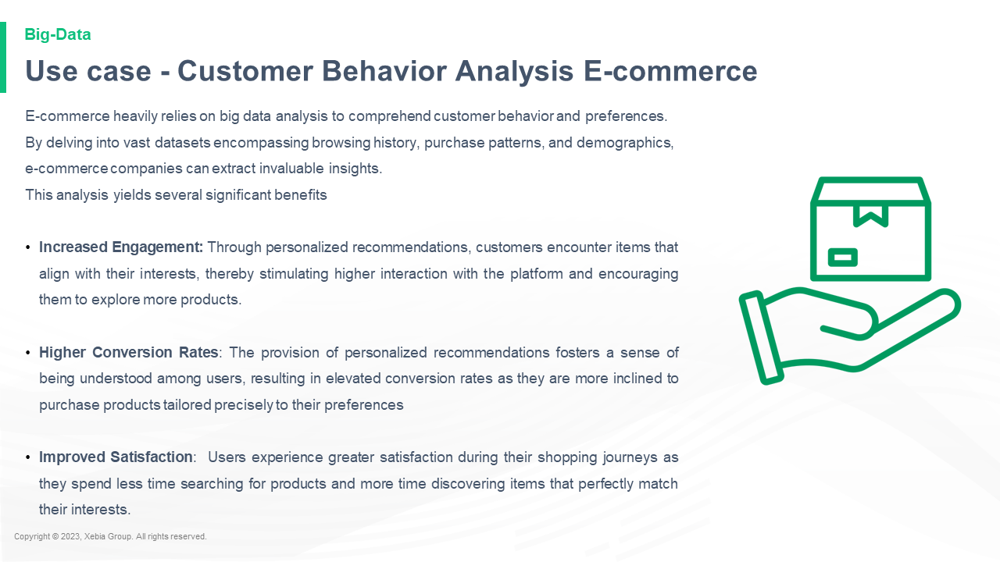 Big-Data
Use case - Customer Behavior Analysis E-commerce
E-commerce heavily relies on big data analysis to comprehend customer behavior and preferences.
By delving into vast datasets encompassing browsing history, purchase patterns, and demographics,
e-commerce companies can extract invaluable insights.
This analysis yields several significant benefits
• Increased Engagement: Through personalized recommendations, customers encounter items that
align with their interests, thereby stimulating higher interaction with the platform and encouraging
them to explore more products.
• Higher Conversion Rates: The provision of personalized recommendations fosters a sense of
being understood among users, resulting in elevated conversion rates as they are more inclined to
purchase products tailored precisely to their preferences
• Improved Satisfaction:  Users experience greater satisfaction during their shopping journeys as
they spend less time searching for products and more time discovering items that perfectly match
their interests.
Copyright © 2023, Xebia Group. All rights reserved.